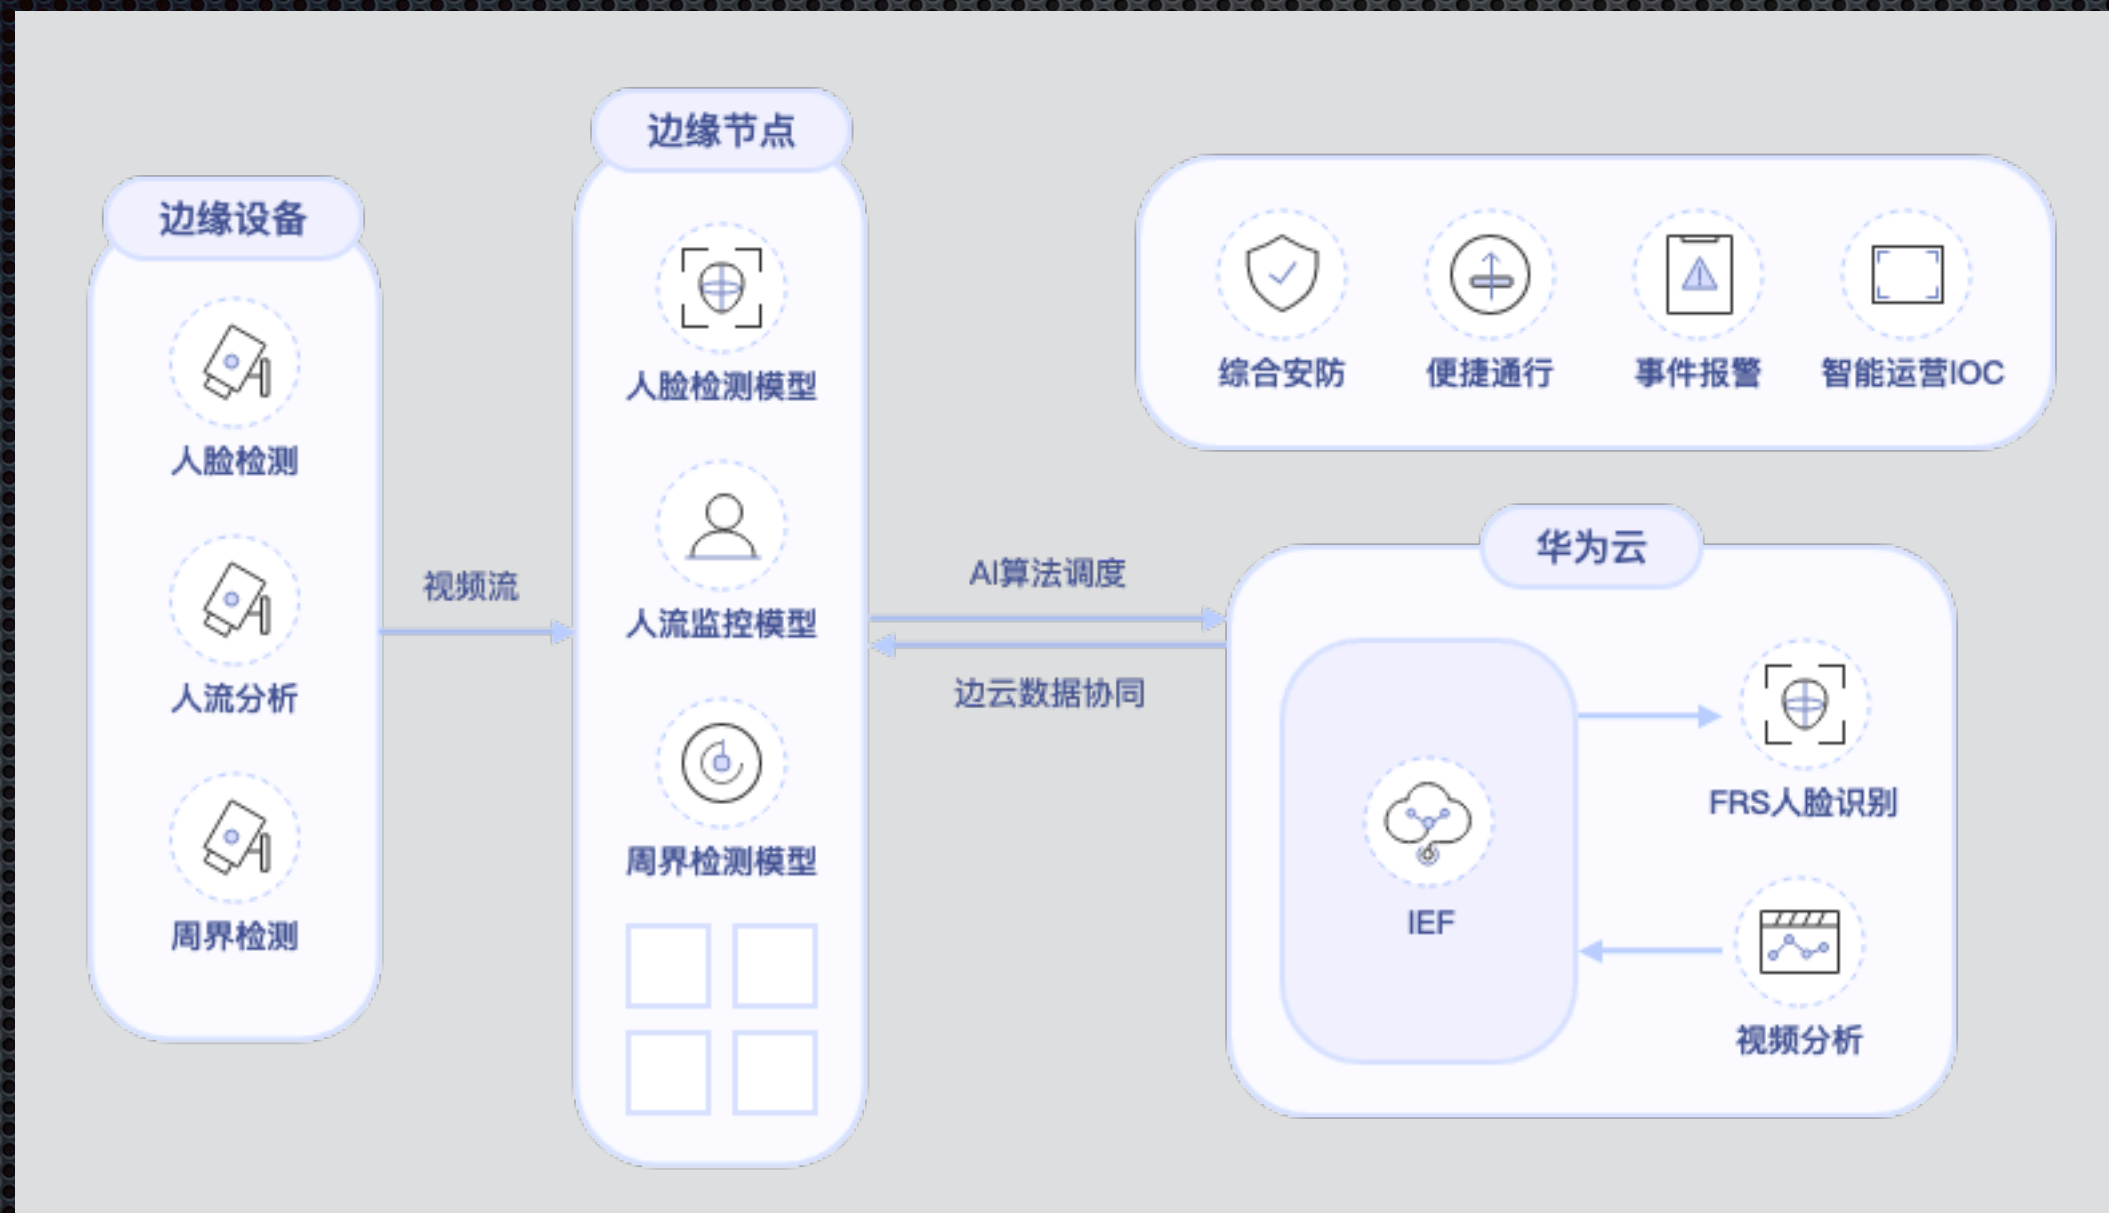 边缘设备
人脸检测
人流分析
周界检测
视频流
边缘节点
人脸检测模型
人流监控模型
周界检测模型
AI算法调度
边云数据协同
综合安防
便捷通行
事件报警
智能运营IOC
华为云
IEF
FRS人脸识别
视频分析